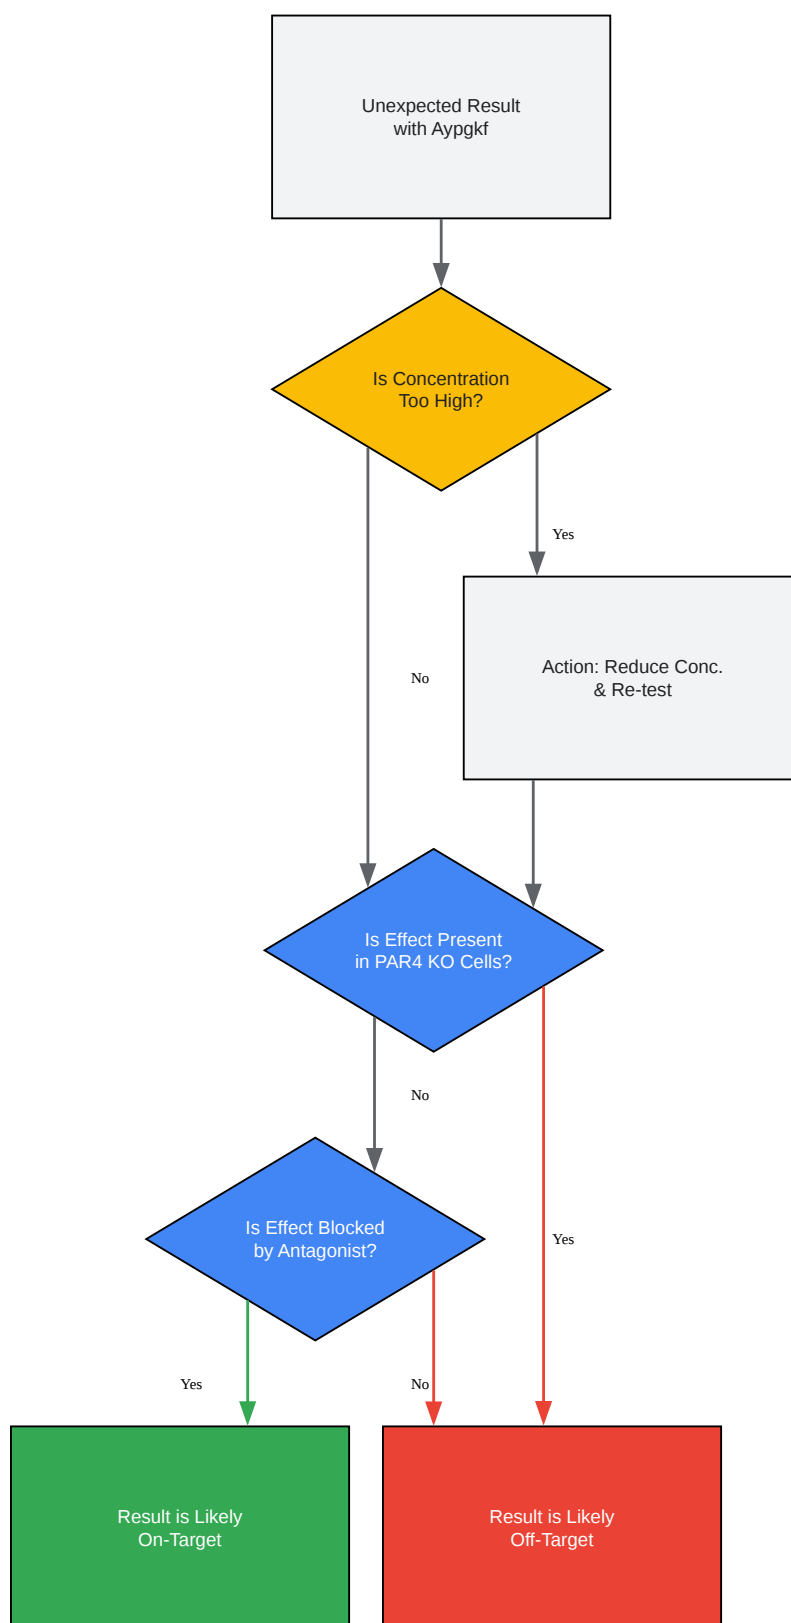 Unexpected Result
with Aypgkf
Is Concentration
Too High?
Yes
Action: Reduce Conc.
& Re-test
No
Is Effect Present
in PAR4 KO Cells?
No
Is Effect Blocked
by Antagonist?
Yes
Yes
No
Result is Likely
On-Target
Result is Likely
Off-Target